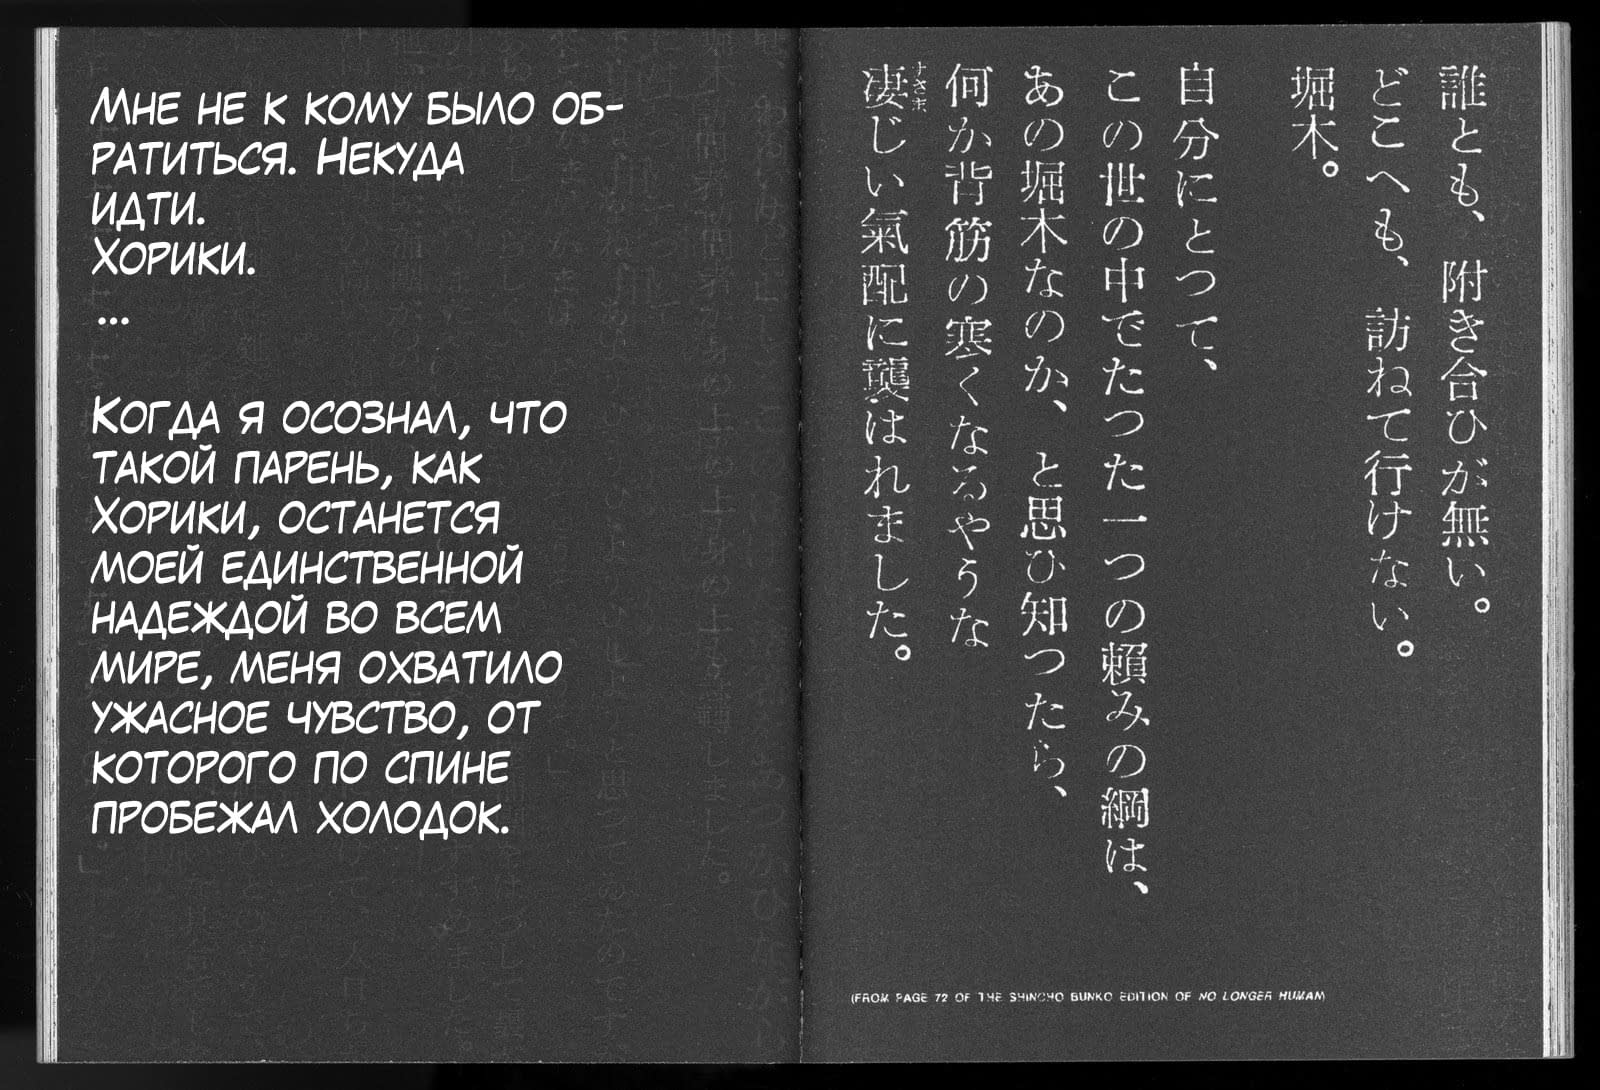 Мне не к кому было об-
ратиться. Некуда
идти.
Хорики.
...
Когда я осознал, что
такой парень, как
Хорики, останется
моей единственной
надеждой во всем
мире, меня охватило
ужасное чувство, от
которого по спине
пробежал холодок.
誰とも、附き合ひが無い。
どこへも、訪ねて行けない。
堀木。
自分にとつて、
この世の中でたつた一つの頼みの綱は、
あの堀木なのか、と思ひ知つたら、
何か背筋の寒くなるやうな
凄じい氣配に襲はれました。
すさま
(FROM PAGE 72 OF THE SHINCHO BUNKO EDITION OF NO LONGER HUMAN)